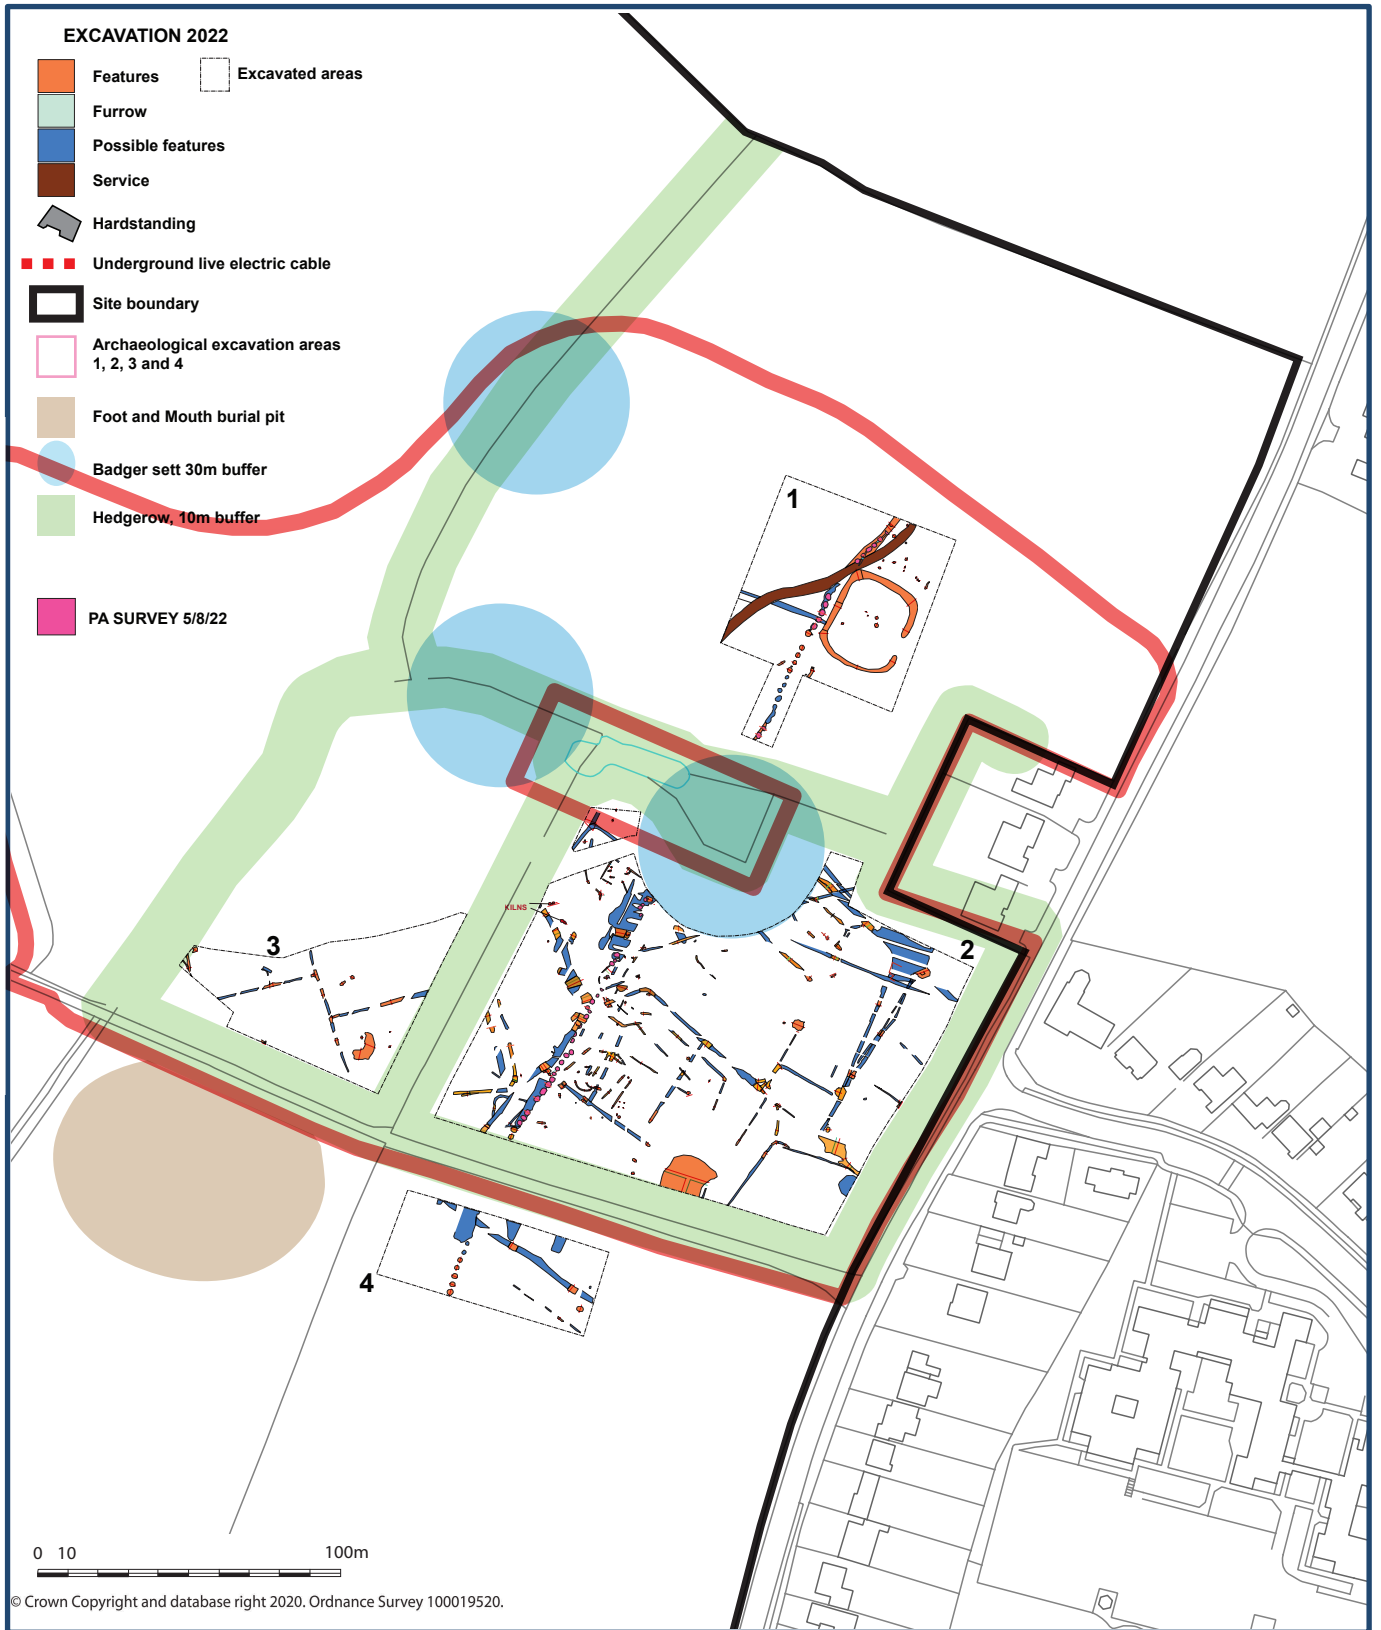 EXCAVATION 2022
Features
Excavated areas
Furrow
Possible features
Service
Hardstanding
Underground live electric cable
Site boundary
Archaeological excavation areas
1, 2, 3 and 4
Foot and Mouth burial pit
Badger sett 30m buffer
Hedgerow, 10m buffer
PA SURVEY 5/8/22
1
KILNS
2
3
4
0 10 100m
© Crown Copyright and database right 2020. Ordnance Survey 100019520.